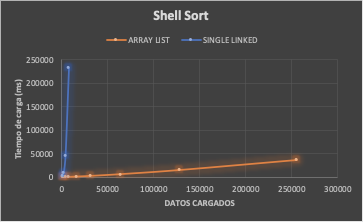 Shell Sort
ARRAY LIST SINGLE LINKED
Tiempo de carga (ms)
250000
200000
150000
100000
50000
0
0 50000 100000 150000 200000 250000 300000
DATOS CARGADOS